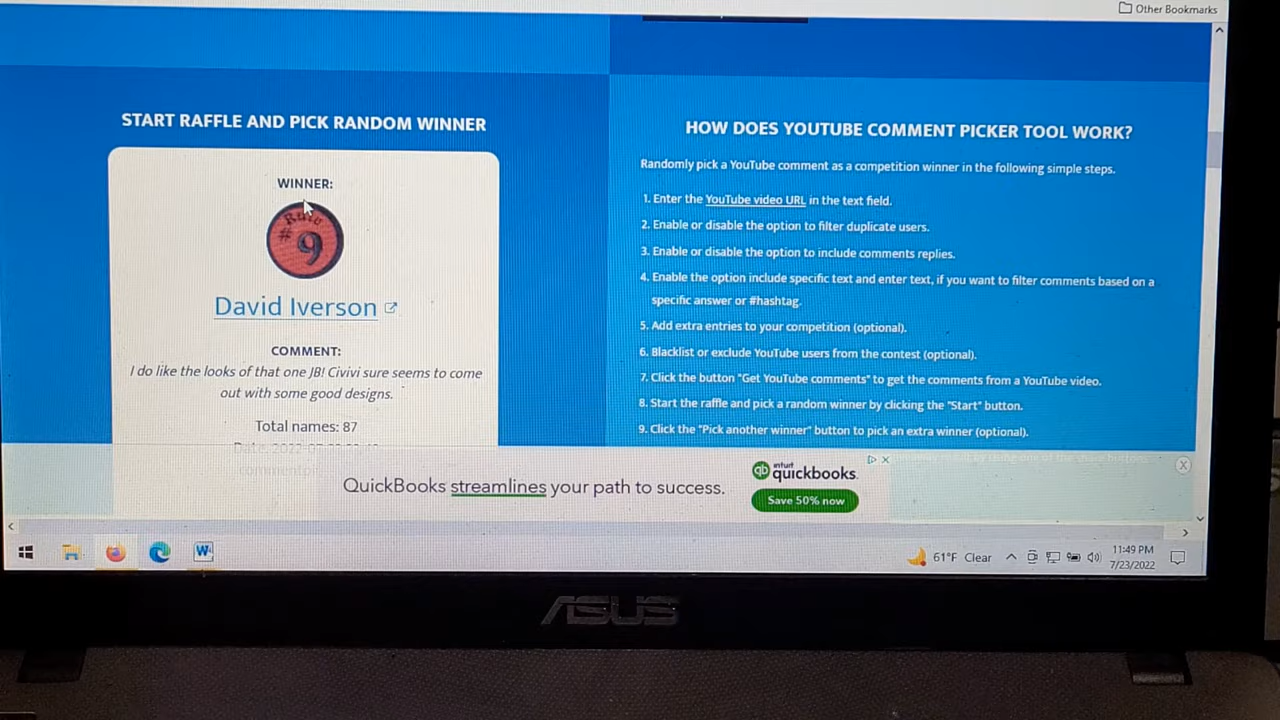 Other Bookmarks
START RAFFLE AND PICK RANDOM WINNER
WINNER:
Rule
#9
David Iverson
COMMENT:
I do like the looks of that one JB! Civivi sure seems to come
out with some good designs.
Total names: 87
HOW DOES YOUTUBE COMMENT PICKER TOOL WORK?
Randomly pick a YouTube comment as a competition winner in the following simple steps.
1. Enter the YouTube video URL in the text field.
2. Enable or disable the option to filter duplicate users.
3. Enable or disable the option to include comments replies.
4. Enable the option include specific text and enter text, if you want to filter comments based on a
specific answer or #hashtag.
5. Add extra entries to your competition (optional).
6. Blacklist or exclude YouTube users from the contest (optional).
7. Click the button "Get YouTube comments" to get the comments from a YouTube video.
8. Start the raffle and pick a random winner by clicking the "Start" button.
9. Click the "Pick another winner" button to pick an extra winner (optional).
QuickBooks streamlines your path to success.
qb intuit quickbooks.
Save 50% now
W
61°F Clear
11:49 PM
7/23/2022
ASUS